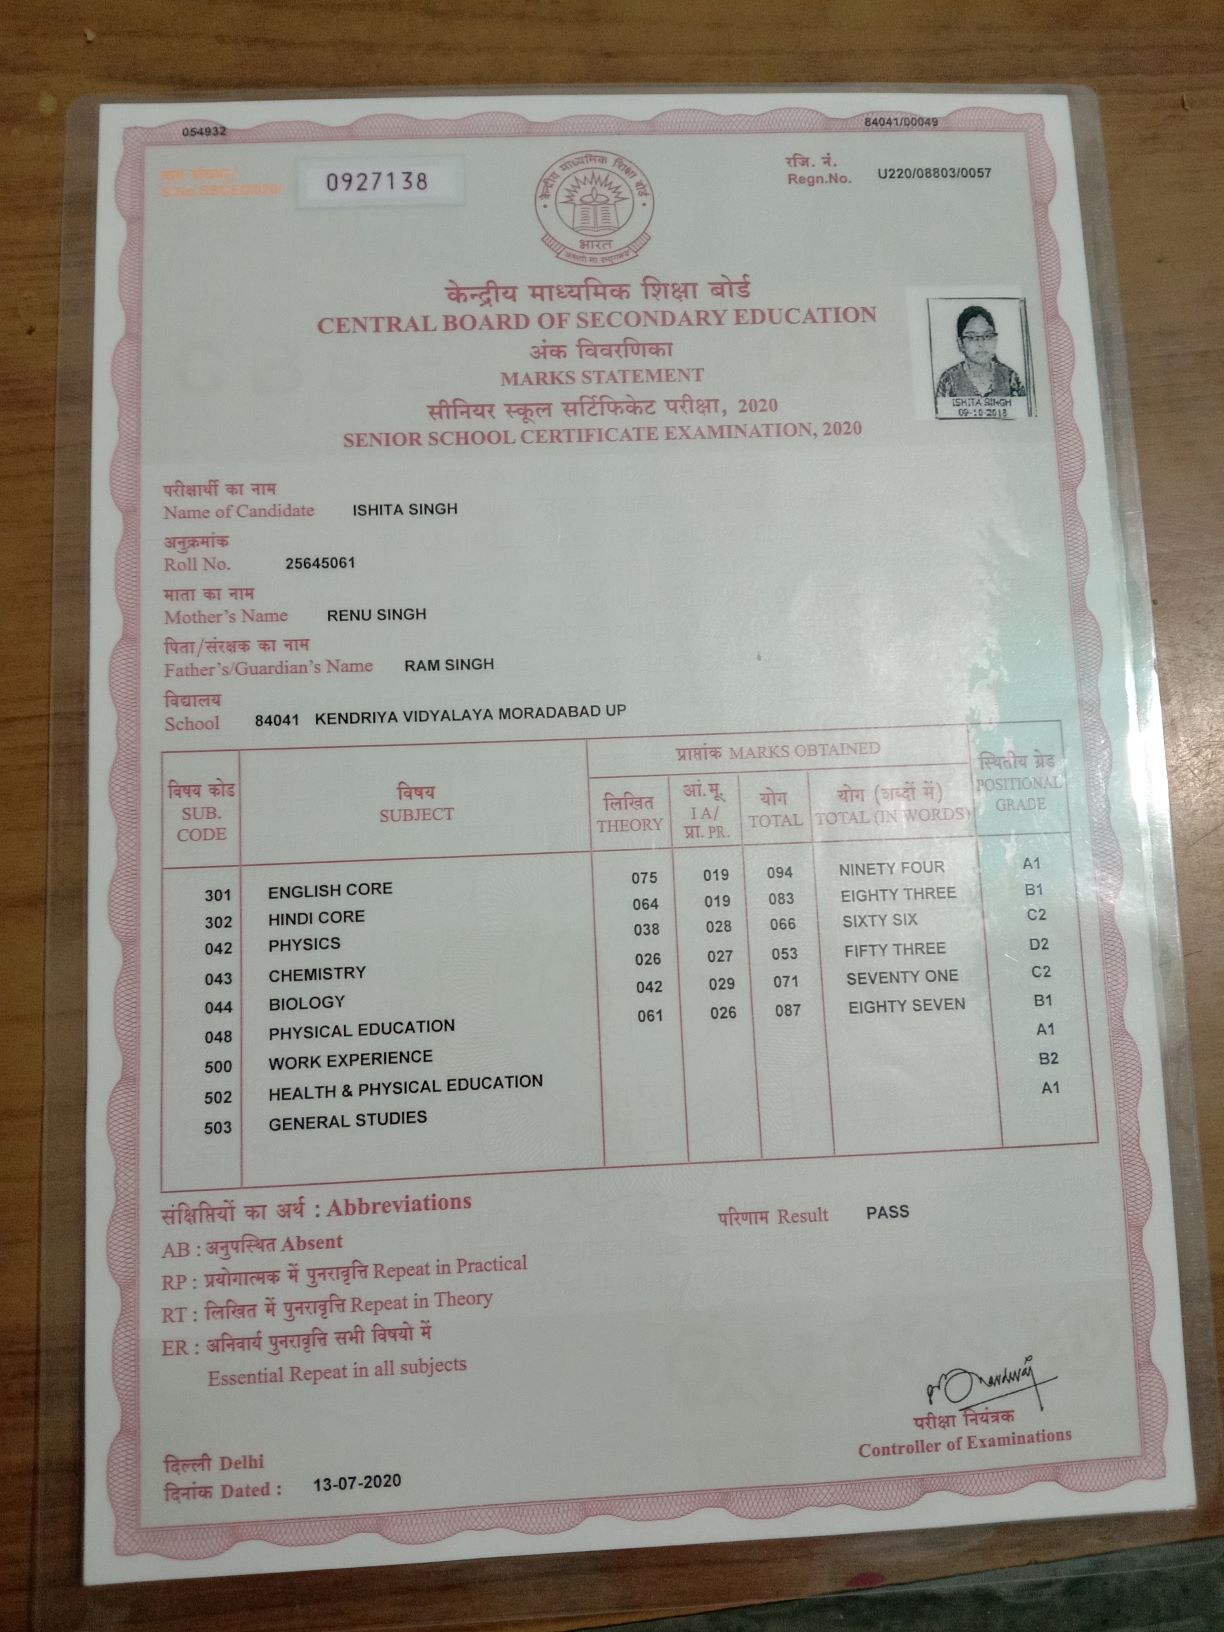 054932
84041/00049
0927138
रजि. नं.
Regn.No. U220/08803/0057
केन्द्रीय माध्यमिक शिक्षा बोर्ड
भारत
केन्द्रीय माध्यमिक शिक्षा बोर्ड
CENTRAL BOARD OF SECONDARY EDUCATION
अंक विवरणिका
MARKS STATEMENT
सीनियर स्कूल सर्टिफिकेट परीक्षा, 2020
SENIOR SCHOOL CERTIFICATE EXAMINATION, 2020
ISHITA SINGH
09-10-2018
परीक्षार्थी का नाम
Name of Candidate ISHITA SINGH
अनुक्रमांक
Roll No. 25645061
माता का नाम
Mother's Name RENU SINGH
पिता/संरक्षक का नाम
Father's/Guardian's Name RAM SINGH
विद्यालय
School 84041 KENDRIYA VIDYALAYA MORADABAD UP
विषय कोड SUB. CODE
विषय SUBJECT
प्राप्तांक MARKS OBTAINED
लिखित THEORY
आं.मू. IA/ प्रा. PR.
योग TOTAL
योग (शब्दों में) TOTAL (IN WORDS)
स्थितीय ग्रेड POSITIONAL GRADE
301 ENGLISH CORE 075 019 094 NINETY FOUR A1
302 HINDI CORE 064 019 083 EIGHTY THREE B1
042 PHYSICS 038 028 066 SIXTY SIX C2
043 CHEMISTRY 026 027 053 FIFTY THREE D2
044 BIOLOGY 042 029 071 SEVENTY ONE C2
048 PHYSICAL EDUCATION 061 026 087 EIGHTY SEVEN B1
500 WORK EXPERIENCE A1
502 HEALTH & PHYSICAL EDUCATION B2
503 GENERAL STUDIES A1
संक्षिप्तियों का अर्थ : Abbreviations
परिणाम Result PASS
AB : अनुपस्थित Absent
RP : प्रयोगात्मक में पुनरावृत्ति Repeat in Practical
RT : लिखित में पुनरावृत्ति Repeat in Theory
ER : अनिवार्य पुनरावृत्ति सभी विषयो में
Essential Repeat in all subjects
परीक्षा नियंत्रक
Controller of Examinations
दिल्ली Delhi
दिनांक Dated : 13-07-2020